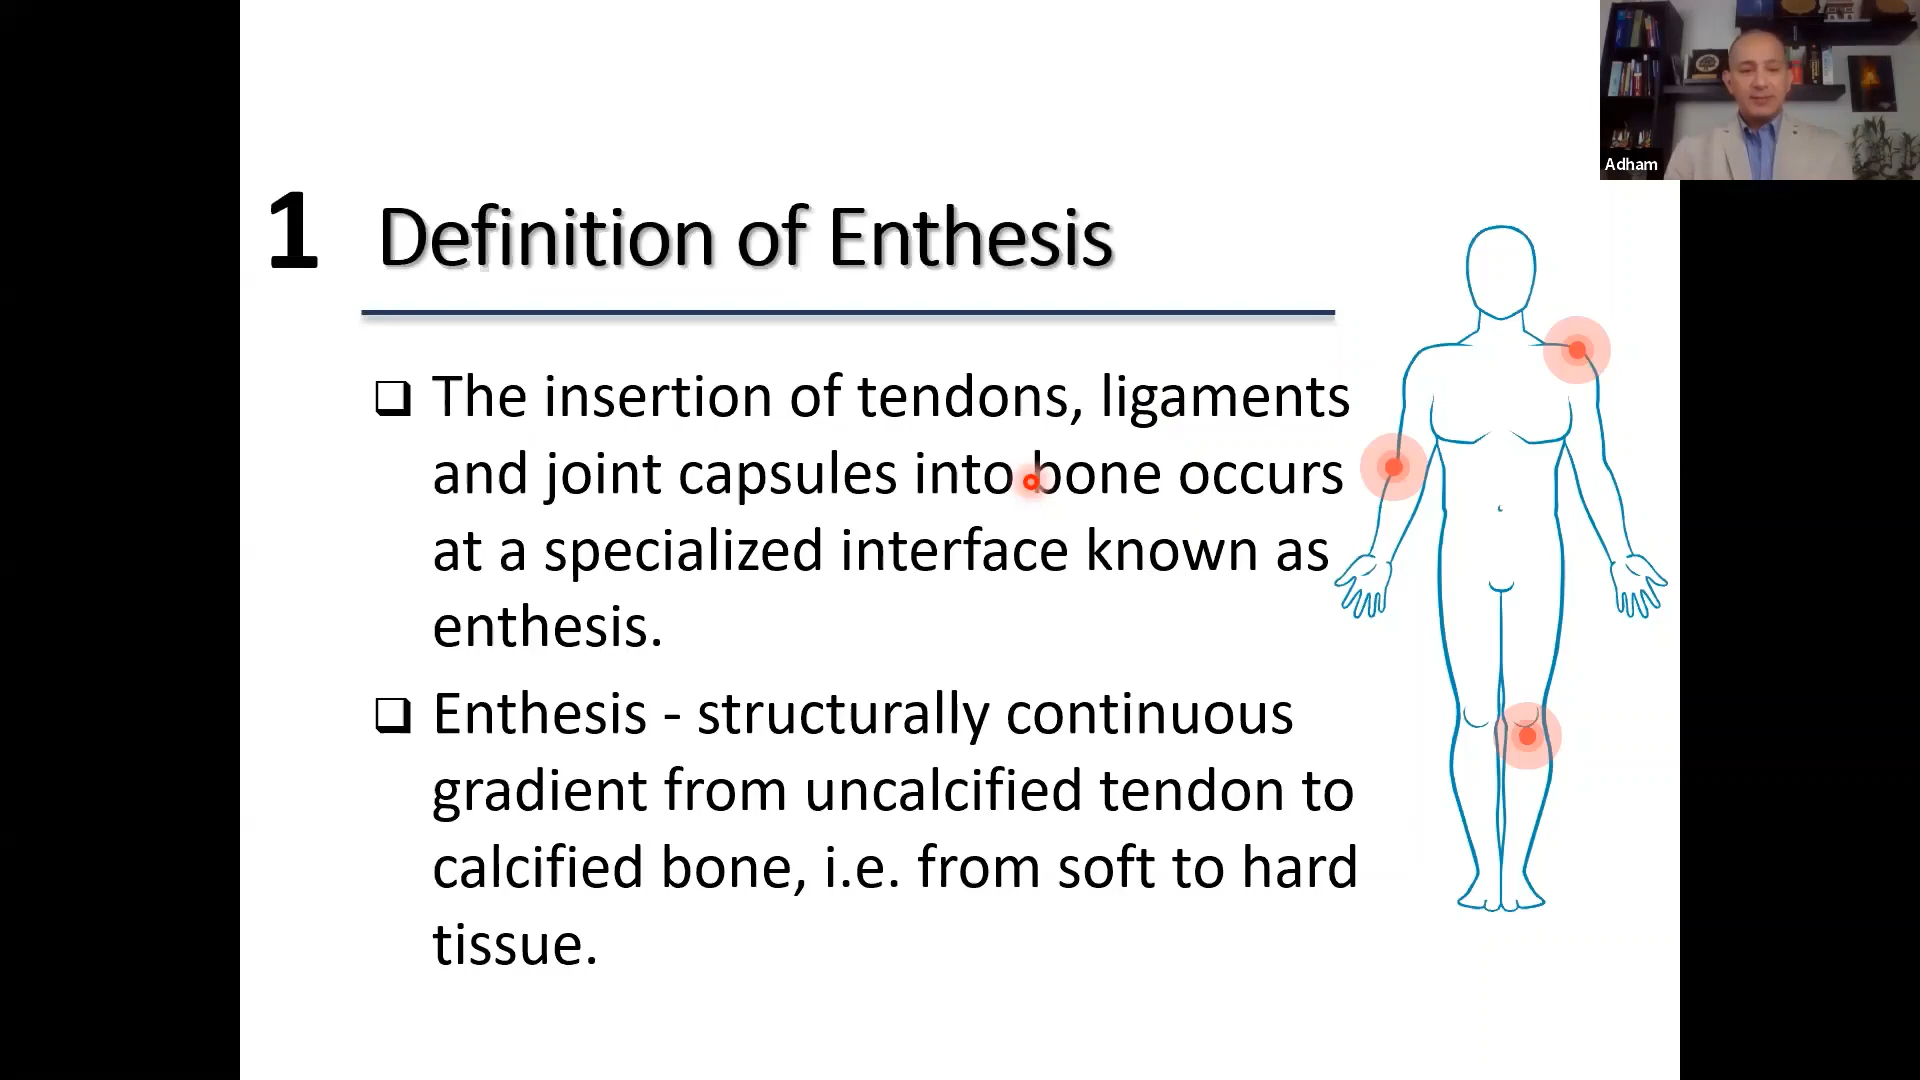 Adham
1 Definition of Enthesis
❑ The insertion of tendons, ligaments
and joint capsules into bone occurs
at a specialized interface known as
enthesis.
❑ Enthesis - structurally continuous
gradient from uncalcified tendon to
calcified bone, i.e. from soft to hard
tissue.